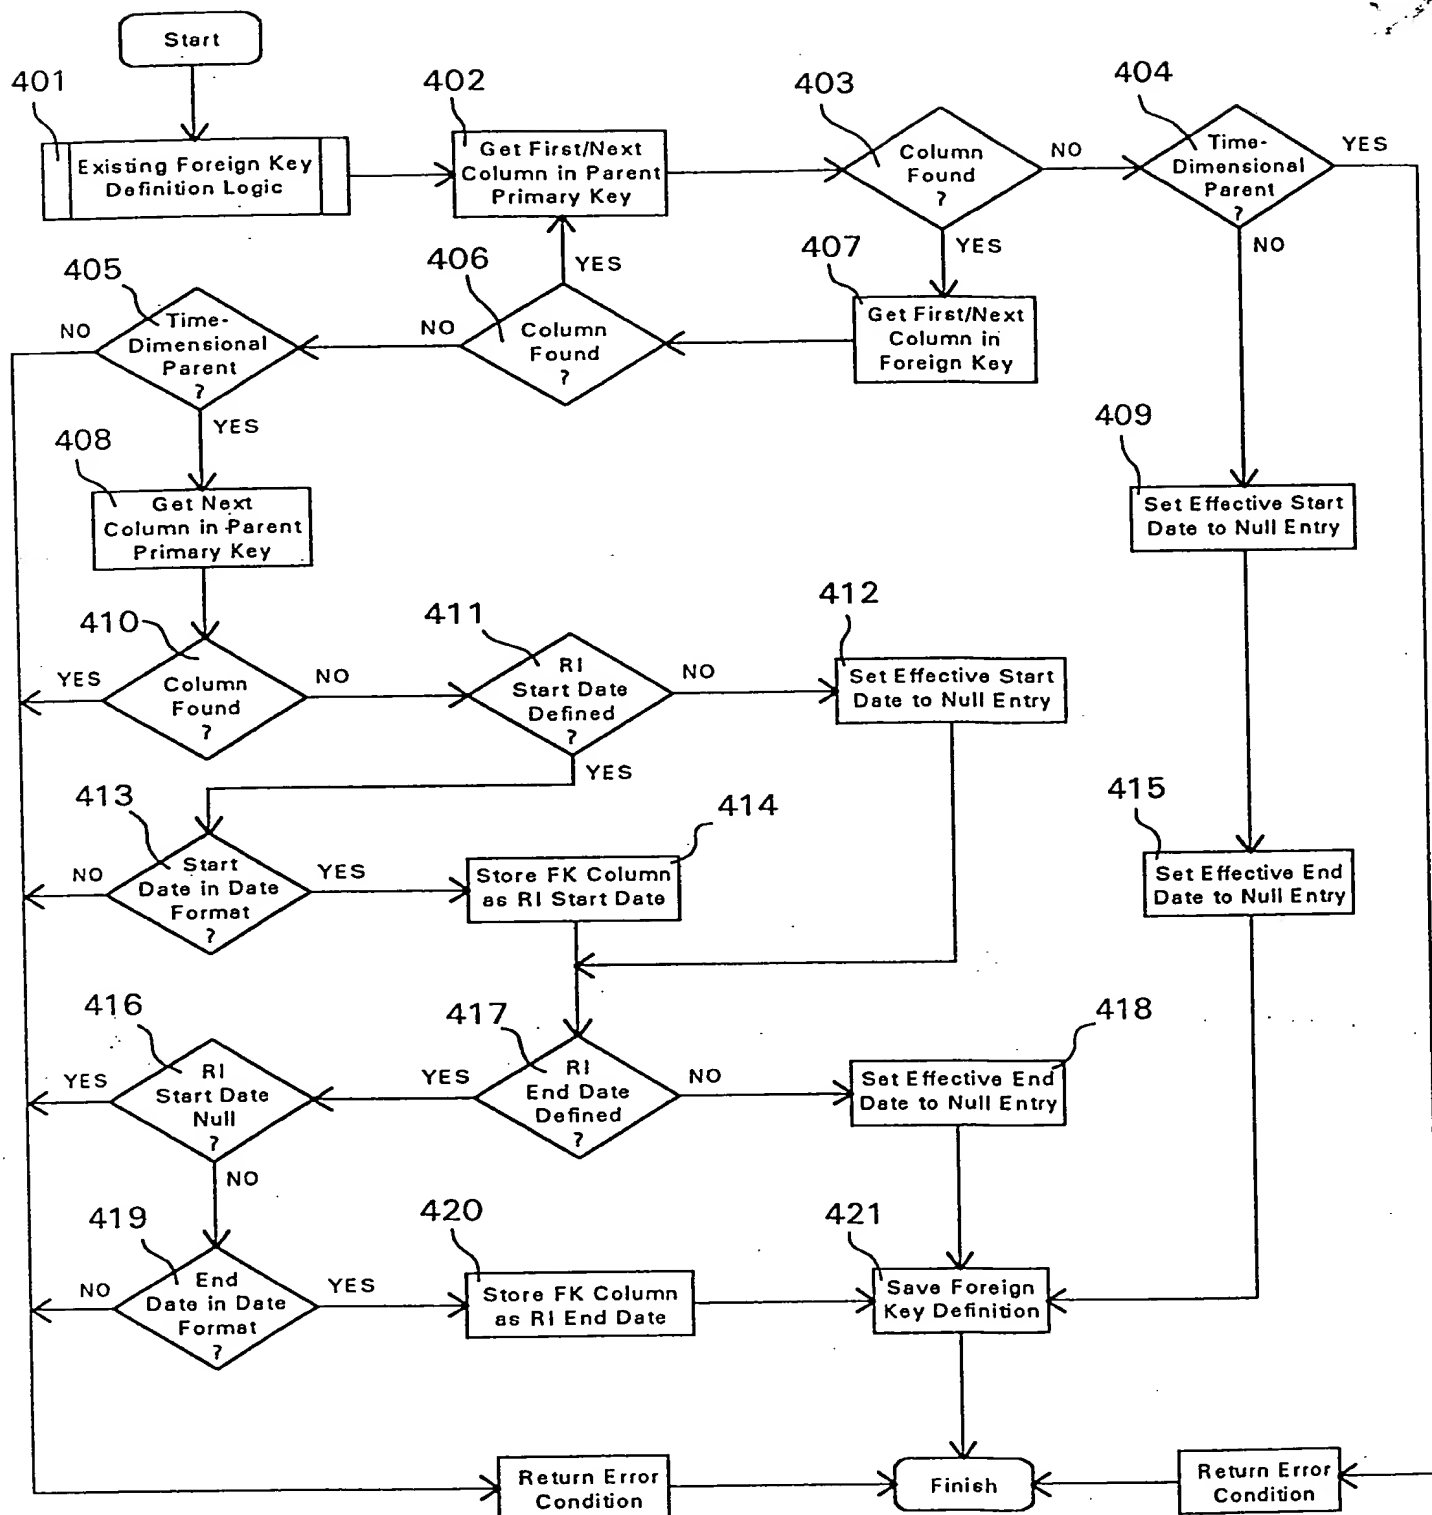 Start
401
402
403
404
Existing Foreign Key
Definition Logic
Get First/Next
Column in Parent
Primary Key
Column
Found
?
NO
Time-
Dimensional
Parent
?
YES
YES
NO
405
406
YES
407
NO
Time-
Dimensional
Parent
?
NO
Column
Found
?
Get First/Next
Column in
Foreign Key
YES
408
409
Get Next
Column in Parent
Primary Key
Set Effective Start
Date to Null Entry
410
411
412
YES
Column
Found
?
NO
RI
Start Date
Defined
?
NO
Set Effective Start
Date to Null Entry
YES
413
414
415
NO
Start
Date in Date
Format
?
YES
Store FK Column
as RI Start Date
Set Effective End
Date to Null Entry
416
417
418
YES
RI
Start Date
Null
?
YES
RI
End Date
Defined
?
NO
Set Effective End
Date to Null Entry
NO
419
420
421
NO
End
Date in Date
Format
?
YES
Store FK Column
as RI End Date
Save Foreign
Key Definition
Return Error
Condition
Finish
Return Error
Condition